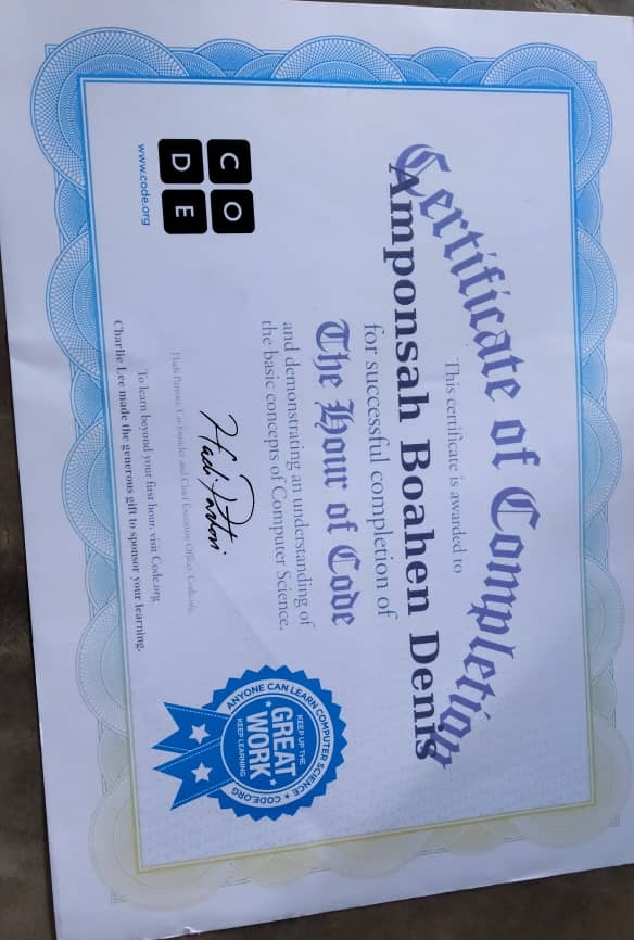 Certificate of Completion
This certificate is awarded to
Amponsah Boahen Denis
for successful completion of
The Hour of Code
and demonstrating an understanding of
the basic concepts of Computer Science.
C O
D E
www.code.org
Hadi Partovi
Hadi Partovi, Co-founder and Chief Executive Officer, Code.org
To learn beyond your first hour, visit Code.org
Charlie Lee made the generous gift to sponsor your learning.
ANYONE CAN LEARN COMPUTER SCIENCE • CODE.ORG
KEEP UP THE
GREAT
WORK
KEEP LEARNING